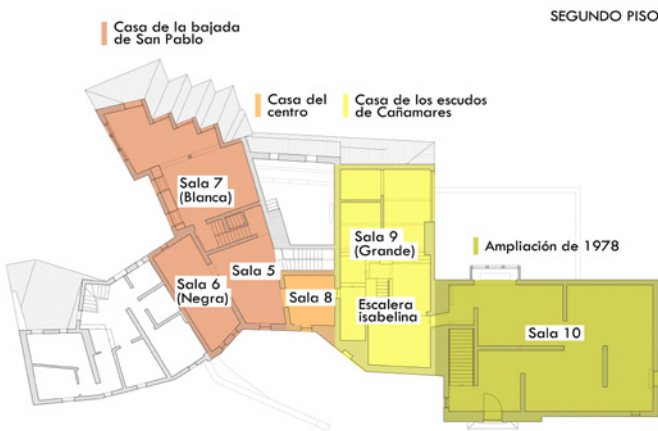 SEGUNDO PISO
Casa de la bajada
de San Pablo
Casa del
centro
Casa de los escudos
de Cañamares
Sala 7
(Blanca)
Sala 9
(Grande)
Ampliación de 1978
Sala 6
(Negra)
Sala 5
Sala 8
Escalera
isabelina
Sala 10